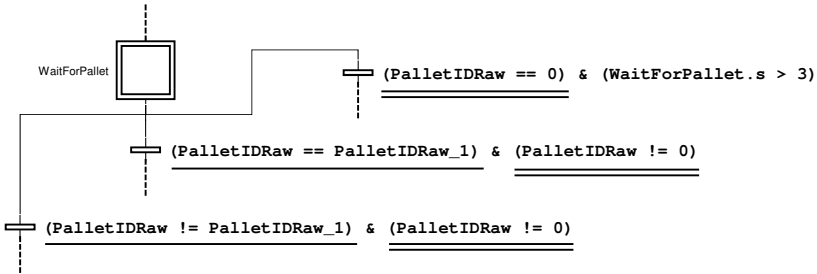 WaitForPallet
(PalletIDRaw == 0) & (WaitForPallet.s > 3)
(PalletIDRaw == PalletIDRaw_1) & (PalletIDRaw != 0)
(PalletIDRaw != PalletIDRaw_1) & (PalletIDRaw != 0)